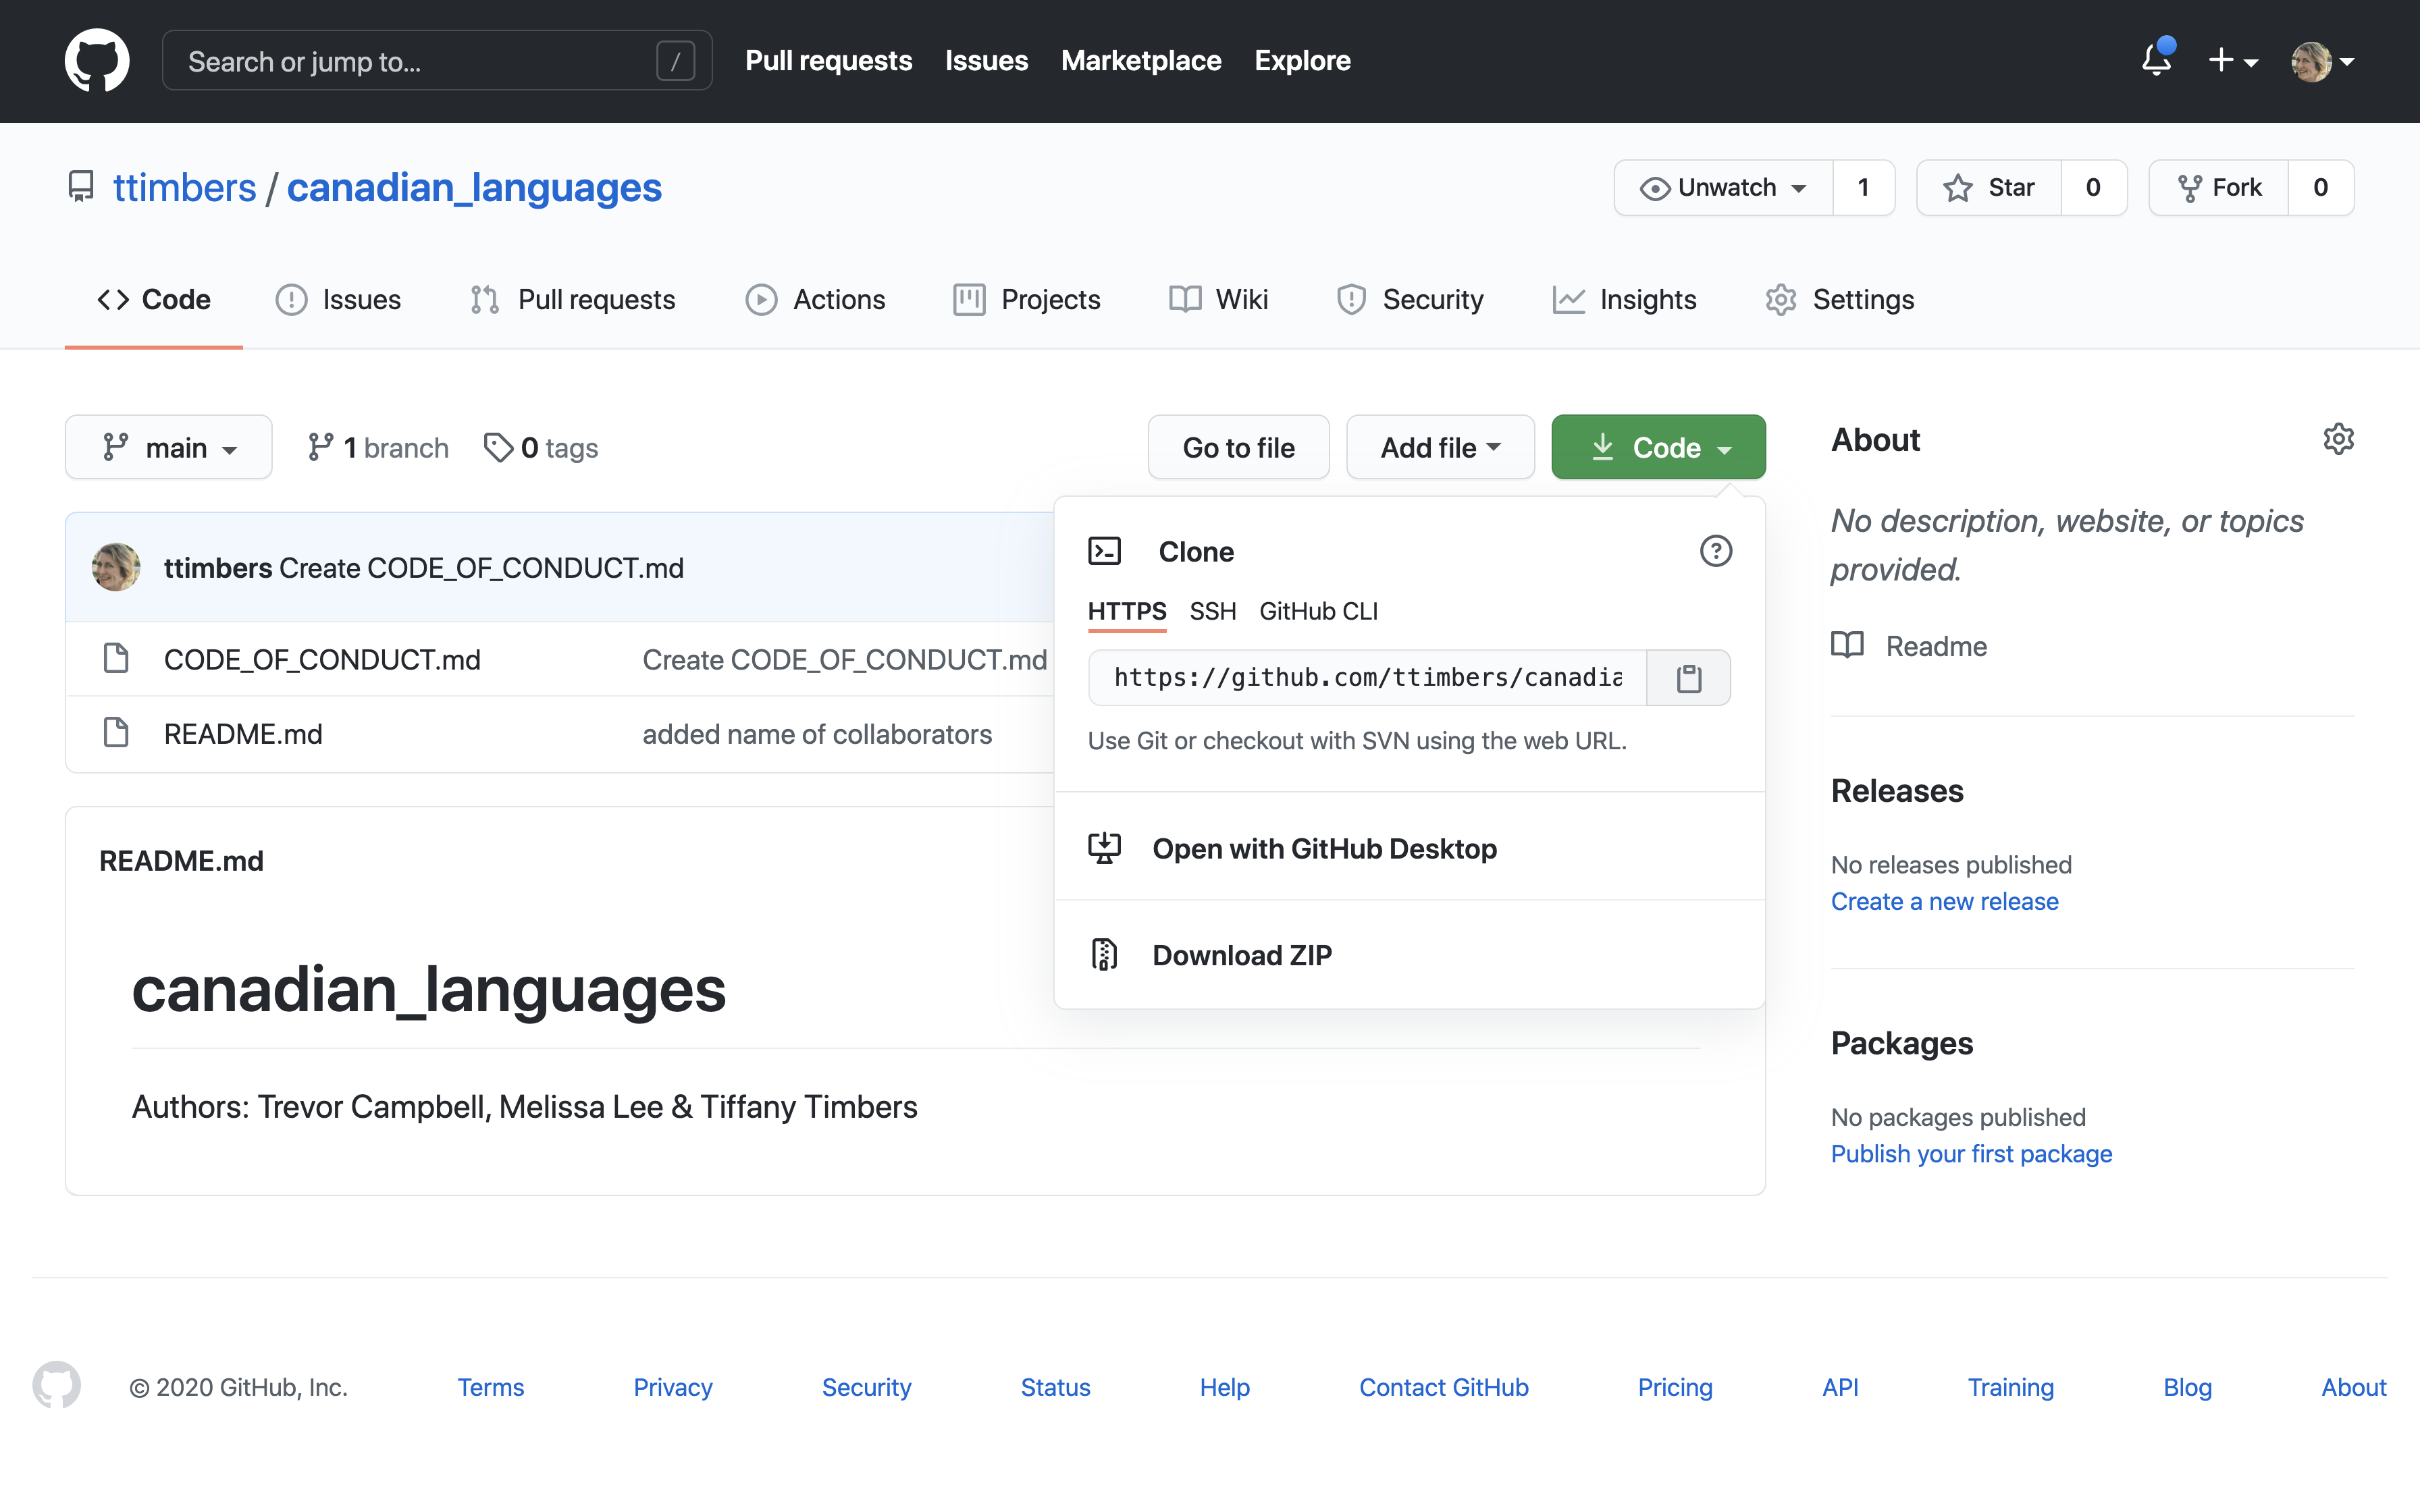 Search or jump to... / Pull requests Issues Marketplace Explore
ttimbers / canadian_languages Unwatch 1 Star 0 Fork 0
Code Issues Pull requests Actions Projects Wiki Security Insights Settings
main 1 branch 0 tags Go to file Add file Code
ttimbers Create CODE_OF_CONDUCT.md
CODE_OF_CONDUCT.md Create CODE_OF_CONDUCT.md
README.md added name of collaborators
Clone
HTTPS SSH GitHub CLI
https://github.com/ttimbers/canadia
Use Git or checkout with SVN using the web URL.
Open with GitHub Desktop
Download ZIP
README.md
canadian_languages
Authors: Trevor Campbell, Melissa Lee & Tiffany Timbers
About
No description, website, or topics
provided.
Readme
Releases
No releases published
Create a new release
Packages
No packages published
Publish your first package
© 2020 GitHub, Inc. Terms Privacy Security Status Help Contact GitHub Pricing API Training Blog About